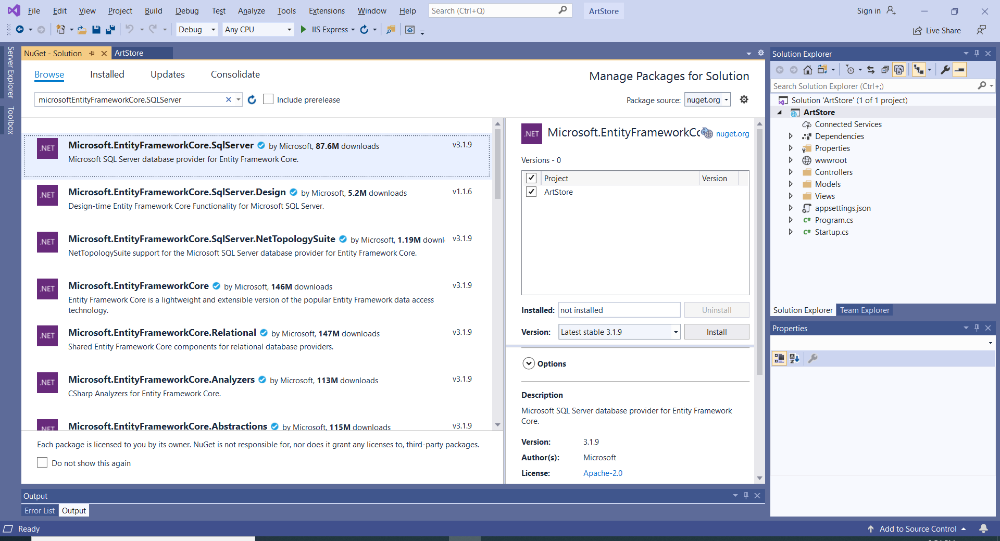 File Edit View Project Build Debug Test Analyze Tools Extensions Window Help Search (Ctrl+Q) ArtStore Sign in
Debug Any CPU IIS Express Live Share
Server Explorer
Toolbox
NuGet - Solution ArtStore
Browse Installed Updates Consolidate Manage Packages for Solution
microsoftEntityFrameworkCore.SQLServer Include prerelease Package source: nuget.org
.NET Microsoft.EntityFrameworkCore.SqlServer by Microsoft, 87.6M downloads v3.1.9
Microsoft SQL Server database provider for Entity Framework Core.
.NET Microsoft.EntityFrameworkCore.SqlServer.Design by Microsoft, 5.2M downloads v1.1.6
Design-time Entity Framework Core Functionality for Microsoft SQL Server.
.NET Microsoft.EntityFrameworkCore.SqlServer.NetTopologySuite by Microsoft, 1.19M downl v3.1.9
NetTopologySuite support for the Microsoft SQL Server database provider for Entity Framework Core.
.NET Microsoft.EntityFrameworkCore by Microsoft, 146M downloads v3.1.9
Entity Framework Core is a lightweight and extensible version of the popular Entity Framework data access
technology.
.NET Microsoft.EntityFrameworkCore.Relational by Microsoft, 147M downloads v3.1.9
Shared Entity Framework Core components for relational database providers.
.NET Microsoft.EntityFrameworkCore.Analyzers by Microsoft, 113M downloads v3.1.9
CSharp Analyzers for Entity Framework Core.
.NET Microsoft.EntityFrameworkCore.Abstractions by Microsoft, 115M downloads v3.1.9
Each package is licensed to you by its owner. NuGet is not responsible for, nor does it grant any licenses to, third-party packages.
Do not show this again
.NET Microsoft.EntityFrameworkCo nuget.org
Versions - 0
Project Version
ArtStore
Installed: not installed Uninstall
Version: Latest stable 3.1.9 Install
Options
Description
Microsoft SQL Server database provider for Entity Framework
Core.
Version: 3.1.9
Author(s): Microsoft
License: Apache-2.0
Solution Explorer
Search Solution Explorer (Ctrl+;)
Solution 'ArtStore' (1 of 1 project)
ArtStore
Connected Services
Dependencies
Properties
wwwroot
Controllers
Models
Views
appsettings.json
C# Program.cs
C# Startup.cs
Solution Explorer Team Explorer
Properties
Output
Error List Output
Ready Add to Source Control